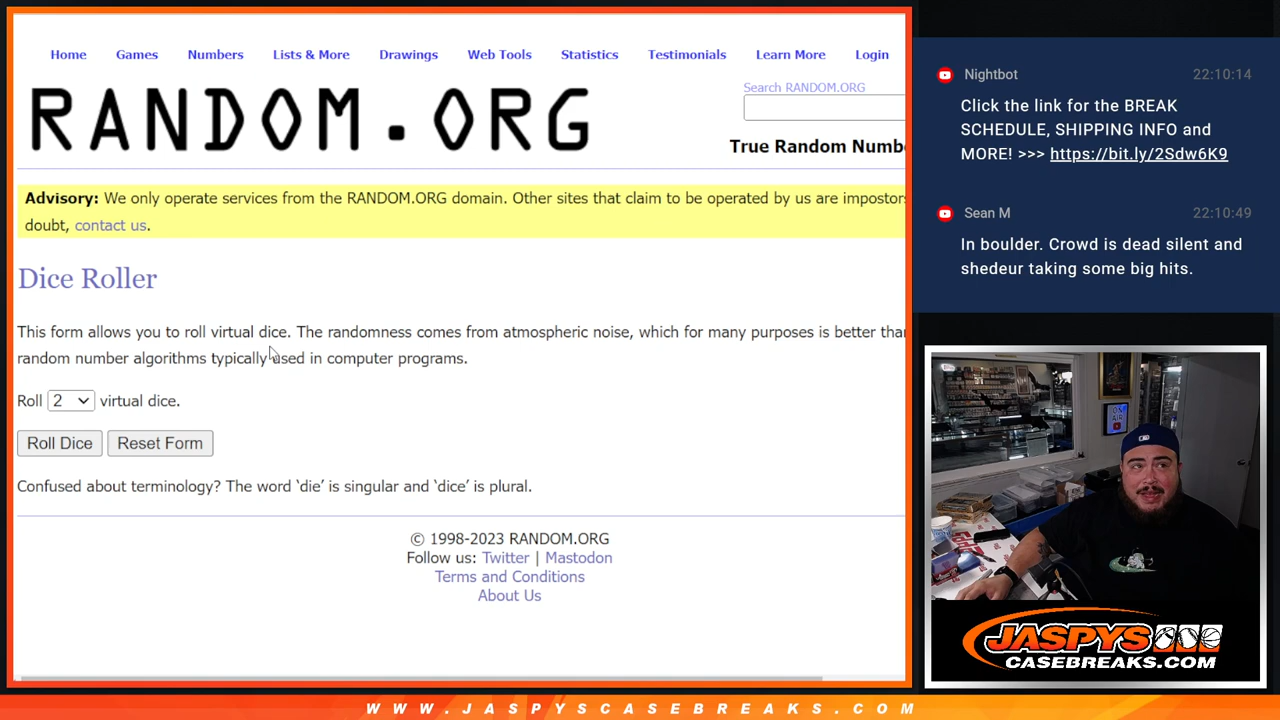 Home Games Numbers Lists & More Drawings Web Tools Statistics Testimonials Learn More Login
RANDOM.ORG
Search RANDOM.ORG
True Random Numb
Advisory: We only operate services from the RANDOM.ORG domain. Other sites that claim to be operated by us are impostors
doubt, contact us.
Dice Roller
This form allows you to roll virtual dice. The randomness comes from atmospheric noise, which for many purposes is better than
random number algorithms typically used in computer programs.
Roll 2 virtual dice.
Roll Dice Reset Form
Confused about terminology? The word ‘die’ is singular and ‘dice’ is plural.
© 1998-2023 RANDOM.ORG
Follow us: Twitter | Mastodon
Terms and Conditions
About Us
Nightbot 22:10:14
Click the link for the BREAK
SCHEDULE, SHIPPING INFO and
MORE! >>> https://bit.ly/2Sdw6K9
Sean M 22:10:49
In boulder. Crowd is dead silent and
shedeur taking some big hits.
ON
AIR
JASPYS
CASEBREAKS.COM
WWW.JASPYSCASEBREAKS.COM